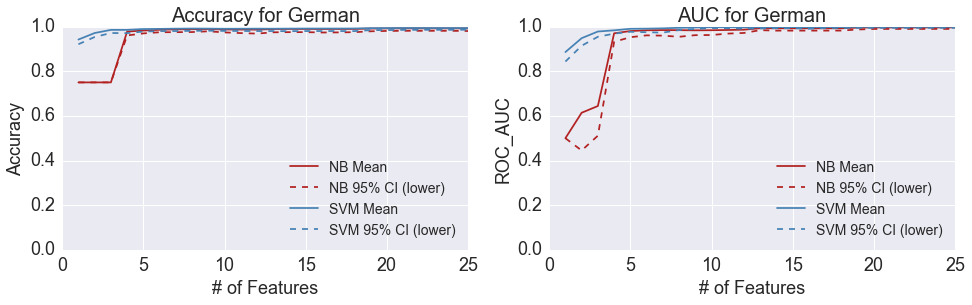 Accuracy for German
1.0
0.8
0.6
0.4
0.2
0.0
Accuracy
NB Mean
NB 95% CI (lower)
SVM Mean
SVM 95% CI (lower)
0 5 10 15 20 25
# of Features
AUC for German
1.0
0.8
0.6
0.4
0.2
0.0
ROC_AUC
NB Mean
NB 95% CI (lower)
SVM Mean
SVM 95% CI (lower)
0 5 10 15 20 25
# of Features